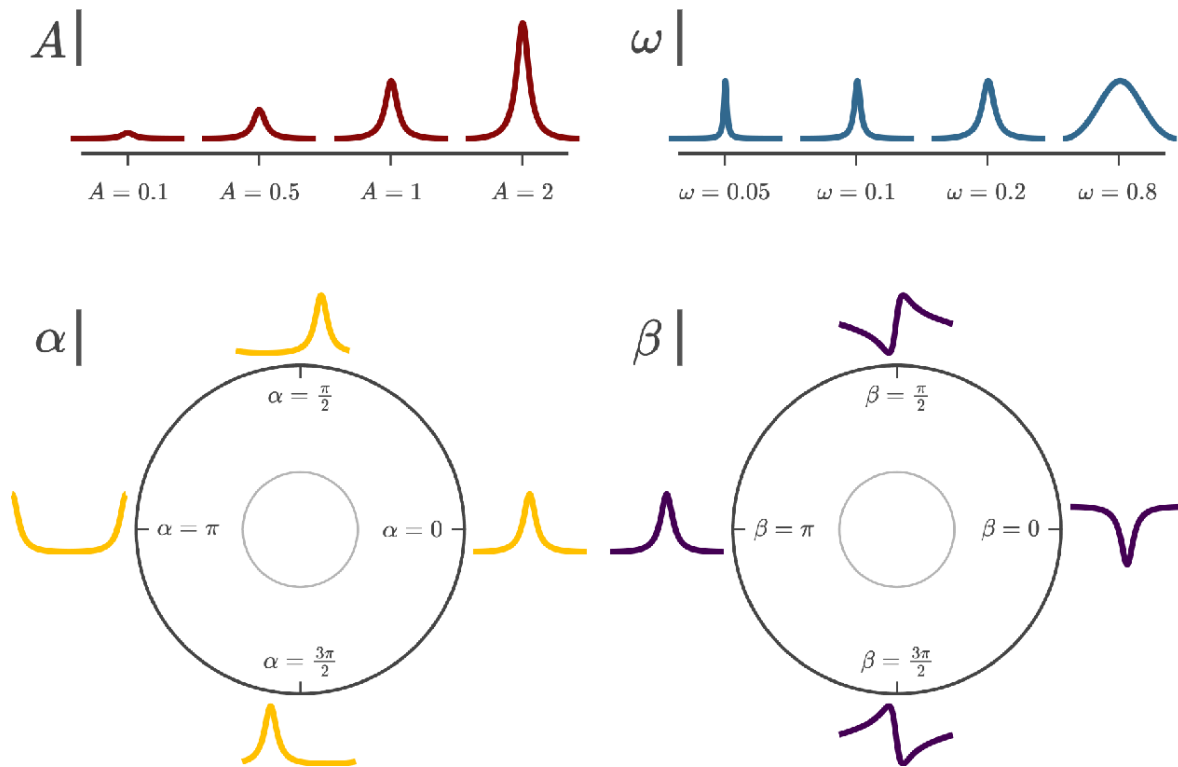 A
A = 0.1
A = 0.5
A = 1
A = 2
ω
ω = 0.05
ω = 0.1
ω = 0.2
ω = 0.8
α
α = π/2
α = π
α = 0
α = 3π/2
β
β = π/2
β = π
β = 0
β = 3π/2